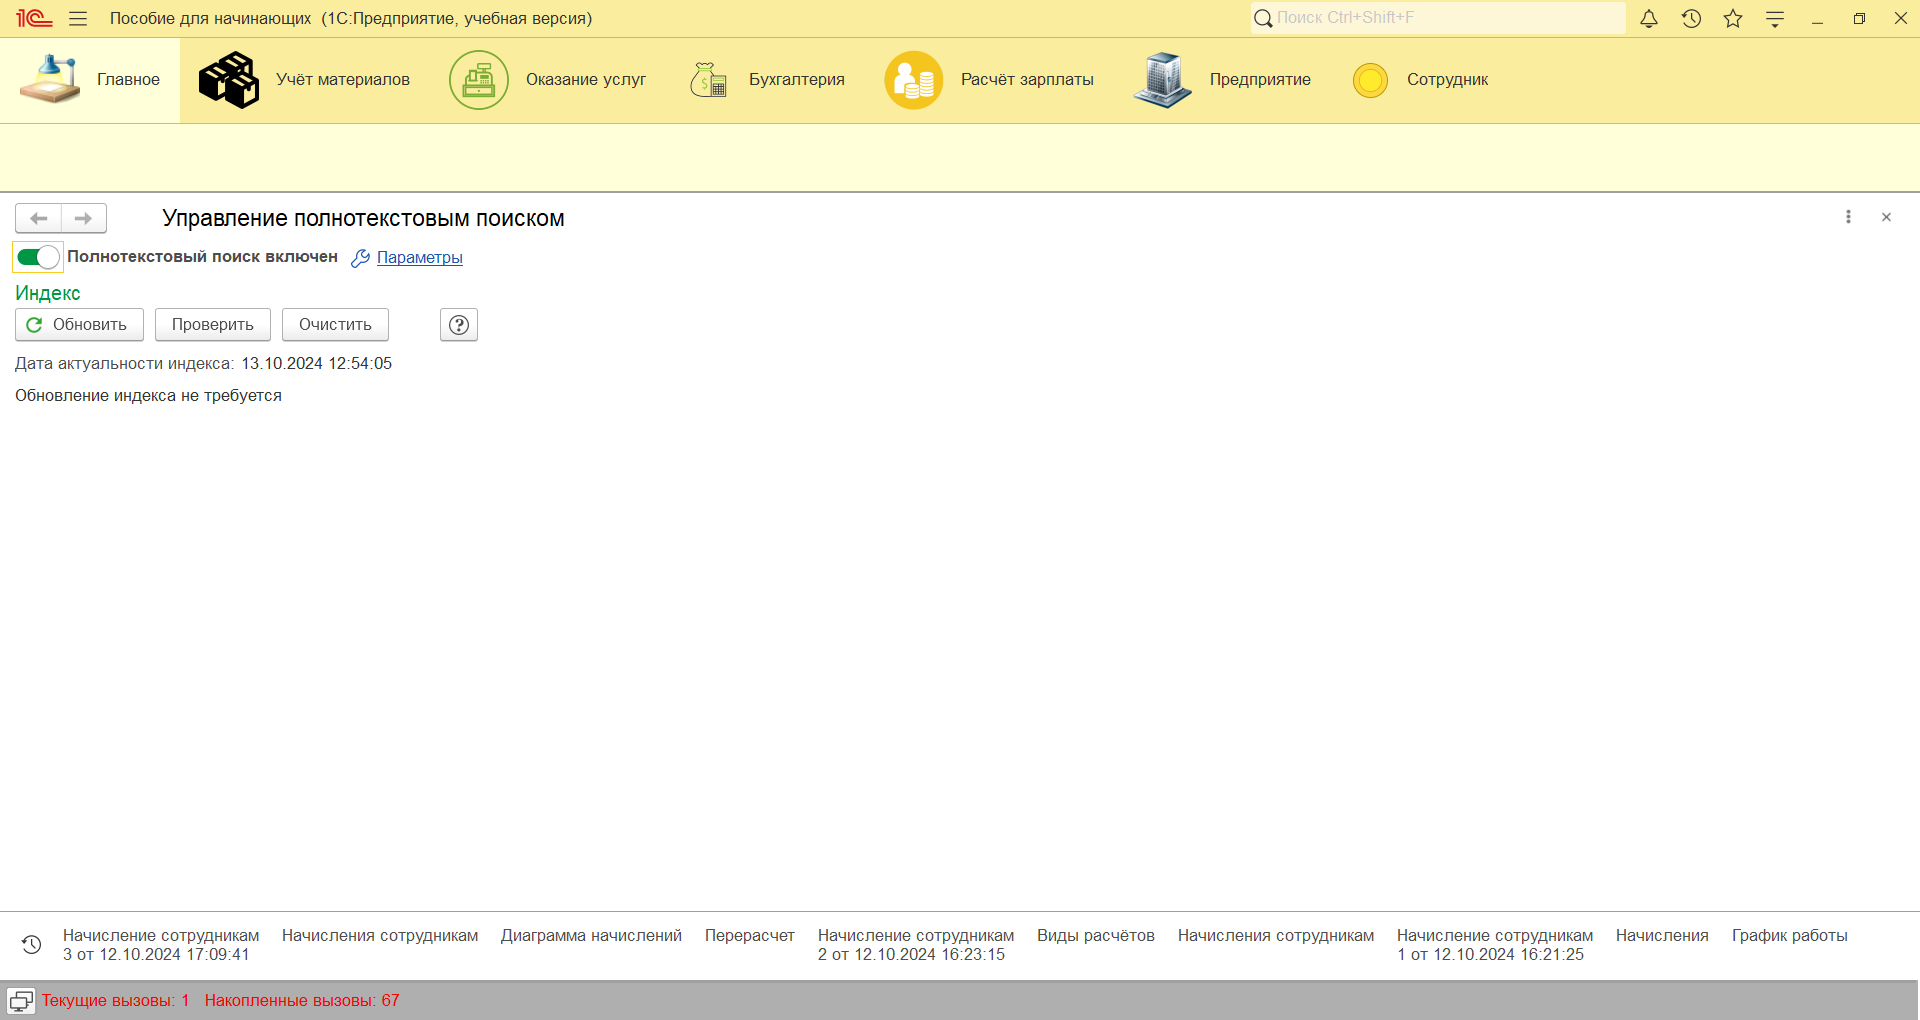 1С Пособие для начинающих (1С:Предприятие, учебная версия) Поиск Ctrl+Shift+F
Главное Учёт материалов Оказание услуг Бухгалтерия Расчёт зарплаты Предприятие Сотрудник
Управление полнотекстовым поиском
Полнотекстовый поиск включен Параметры
Индекс
Обновить Проверить Очистить ?
Дата актуальности индекса: 13.10.2024 12:54:05
Обновление индекса не требуется
Начисление сотрудникам 3 от 12.10.2024 17:09:41
Начисления сотрудникам
Диаграмма начислений
Перерасчет
Начисление сотрудникам 2 от 12.10.2024 16:23:15
Виды расчётов
Начисления сотрудникам
Начисление сотрудникам 1 от 12.10.2024 16:21:25
Начисления
График работы
Текущие вызовы: 1 Накопленные вызовы: 67